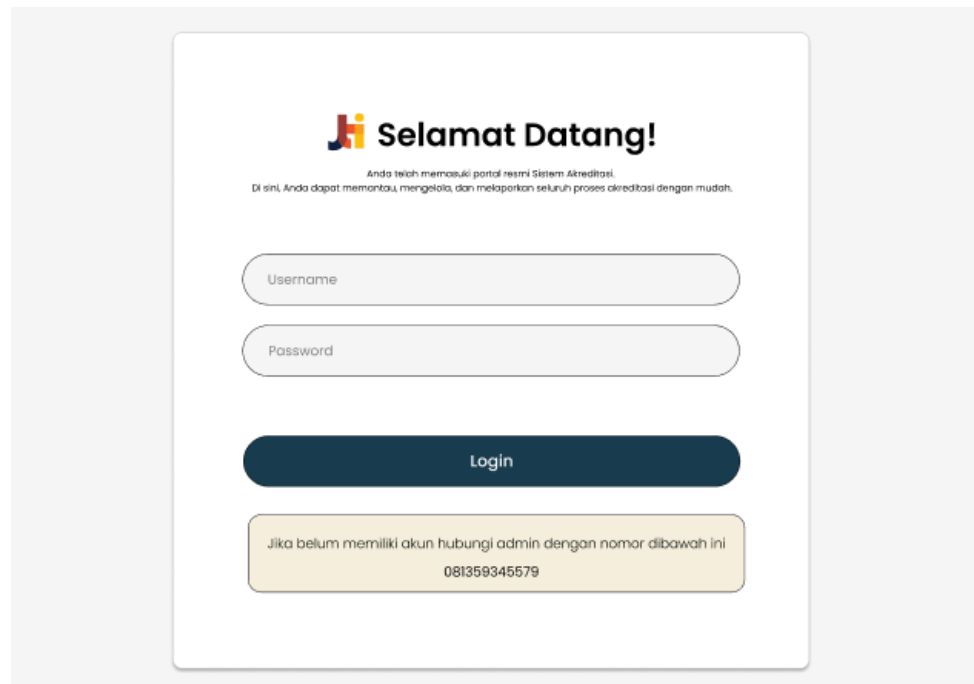 JTI Selamat Datang!
Anda telah memasuki portal resmi Sistem Akreditasi.
Di sini, Anda dapat memantau, mengelola, dan melaporkan seluruh proses akreditasi dengan mudah.
Username
Password
Login
Jika belum memiliki akun hubungi admin dengan nomor dibawah ini
081359345579